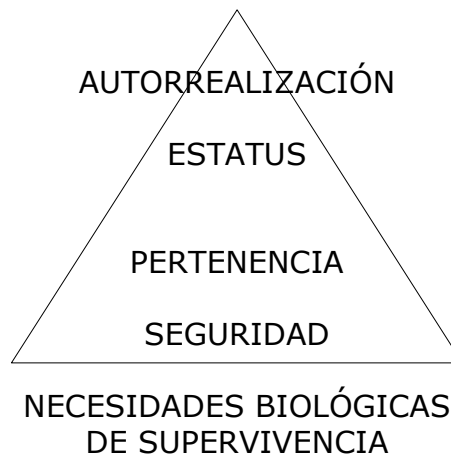 AUTORREALIZACIÓN
ESTATUS
PERTENENCIA
SEGURIDAD
NECESIDADES BIOLÓGICAS
DE SUPERVIVENCIA